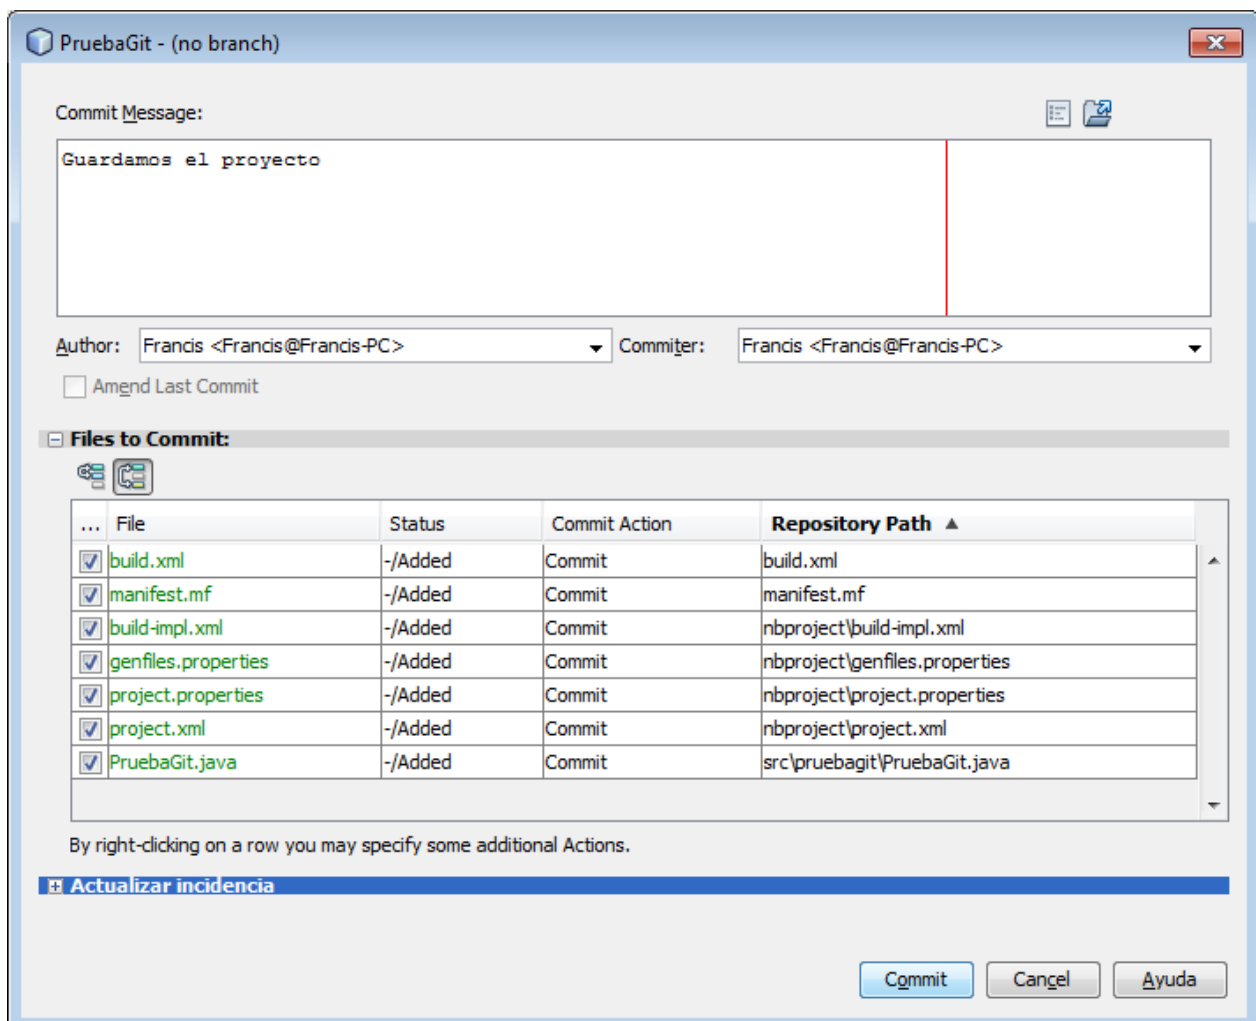 PruebaGit - (no branch)
Commit Message:
Guardamos el proyecto
Author: Francis <Francis@Francis-PC> Commiter: Francis <Francis@Francis-PC>
Amend Last Commit
Files to Commit:
... File Status Commit Action Repository Path
build.xml -/Added Commit build.xml
manifest.mf -/Added Commit manifest.mf
build-impl.xml -/Added Commit nbproject\build-impl.xml
genfiles.properties -/Added Commit nbproject\genfiles.properties
project.properties -/Added Commit nbproject\project.properties
project.xml -/Added Commit nbproject\project.xml
PruebaGit.java -/Added Commit src\pruebagit\PruebaGit.java
By right-clicking on a row you may specify some additional Actions.
Actualizar incidencia
Commit Cancel Ayuda